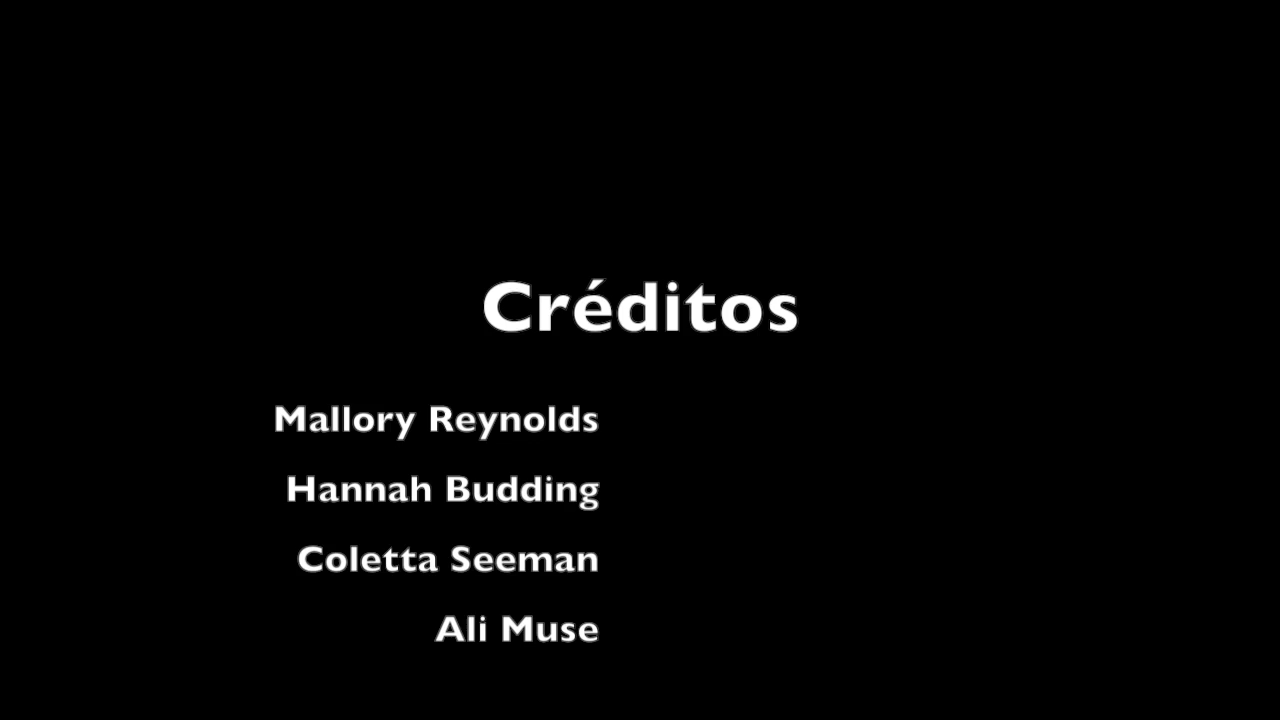 Créditos
Mallory Reynolds
Hannah Budding
Coletta Seeman
Ali Muse